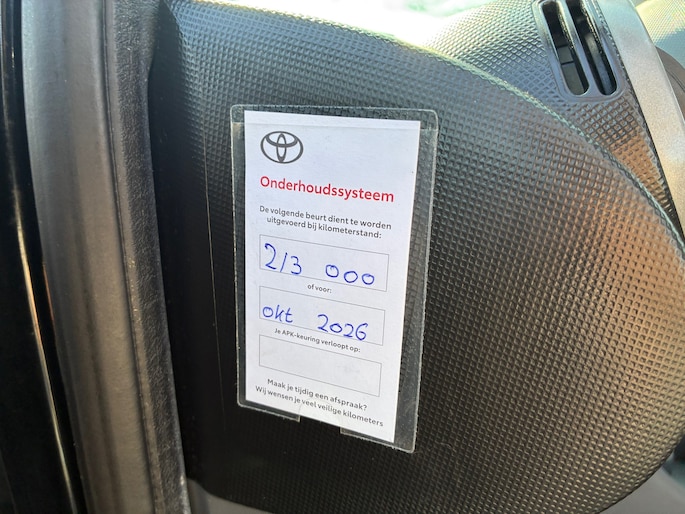 Onderhoudssysteem
De volgende beurt dient te worden
uitgevoerd bij kilometerstand:
213 000
of voor:
okt 2026
Je APK-keuring verloopt op:
Maak je tijdig een afspraak?
Wij wensen je veel veilige kilometers